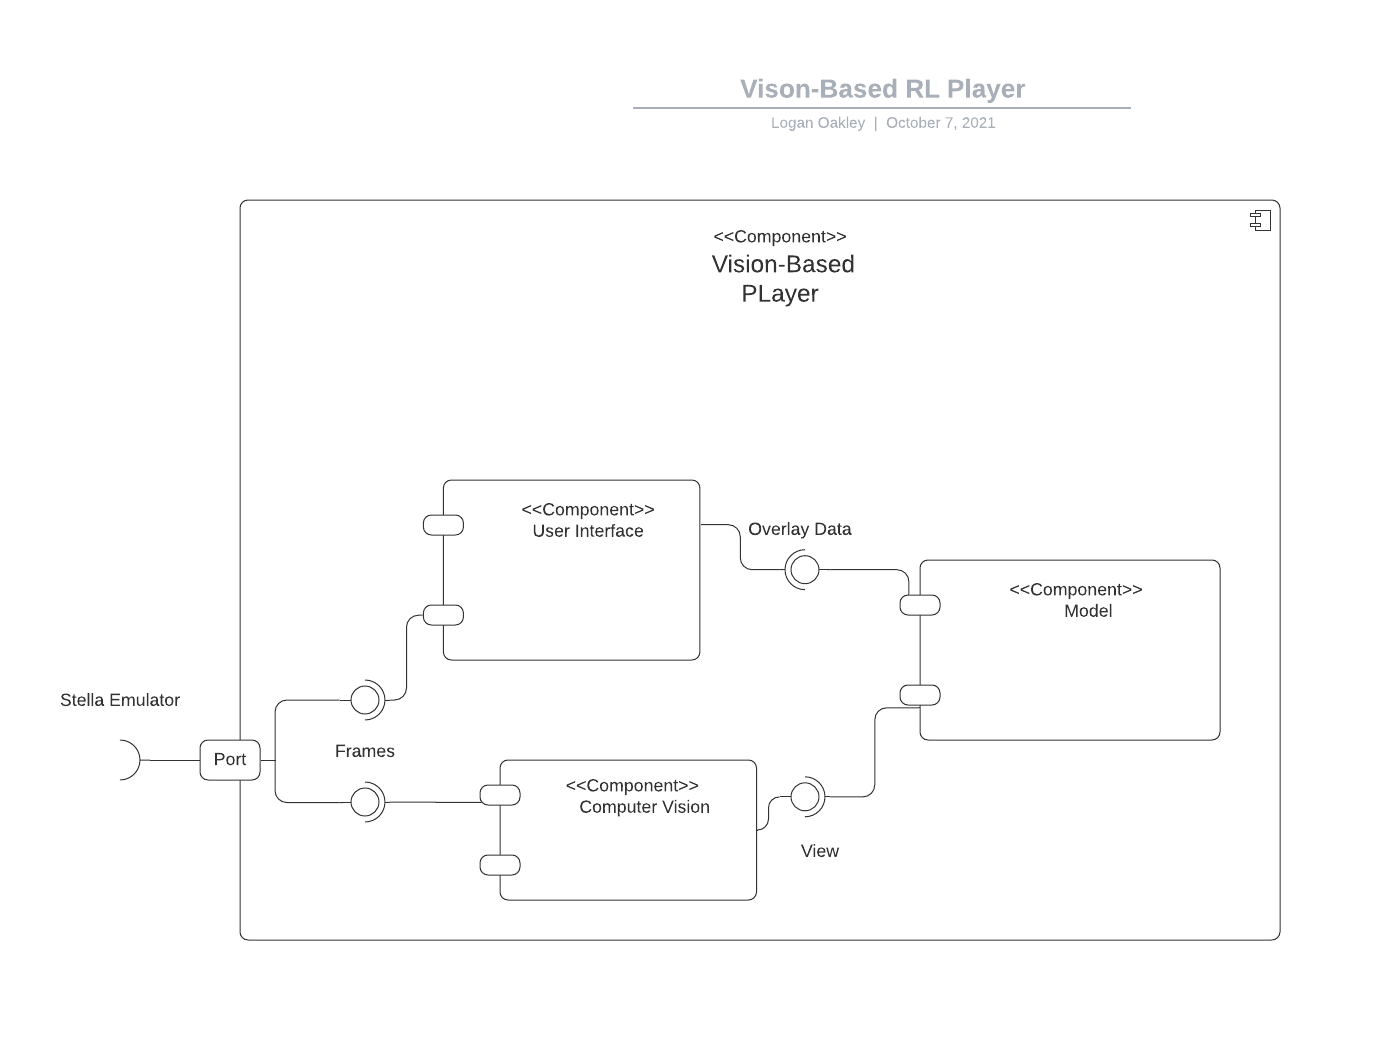 Vison-Based RL Player
Logan Oakley | October 7, 2021
<<Component>>
Vision-Based
PLayer
<<Component>>
User Interface
Overlay Data
<<Component>>
Model
Stella Emulator
Port
Frames
<<Component>>
Computer Vision
View